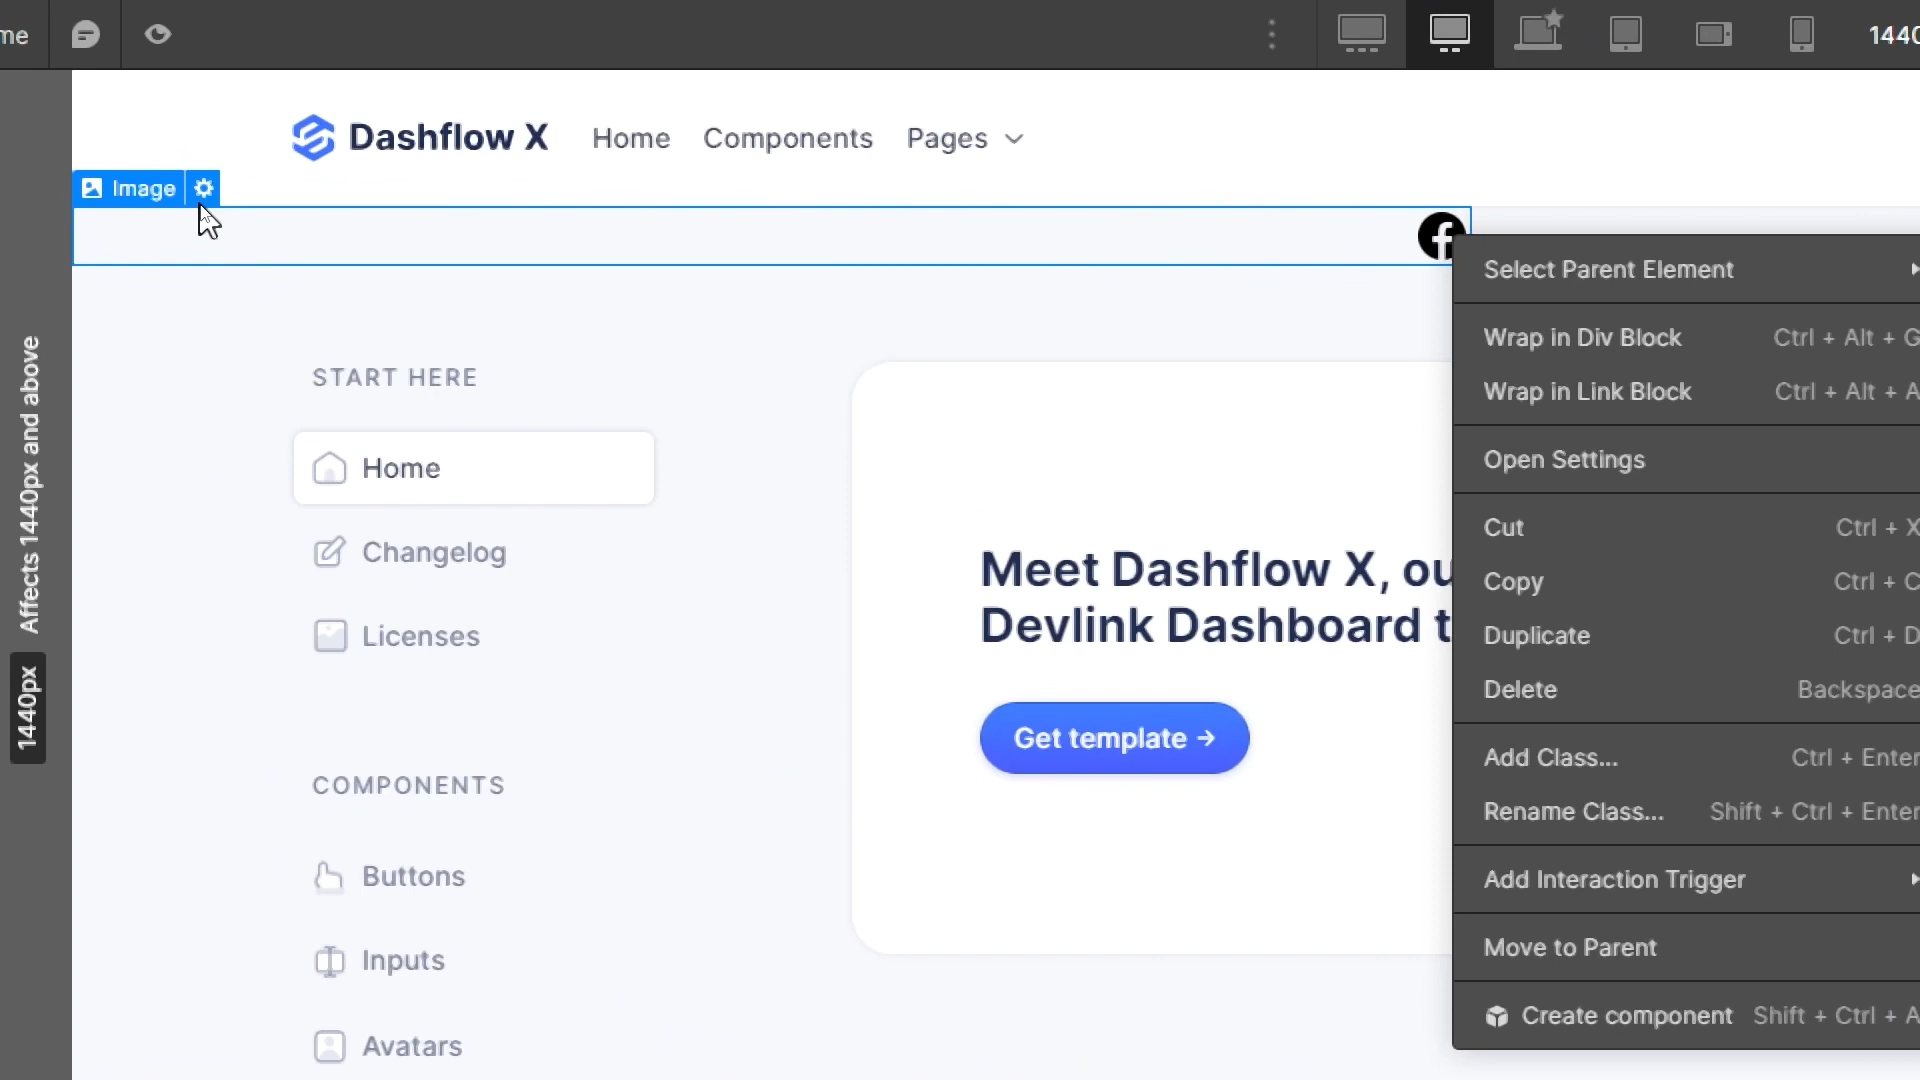 me
1440
Dashflow X
Home
Components
Pages
Image
Affects 1440px and above
1440px
START HERE
Home
Changelog
Licenses
COMPONENTS
Buttons
Inputs
Avatars
Meet Dashflow X, ou
Devlink Dashboard t
Get template →
Select Parent Element
Wrap in Div Block Ctrl + Alt + G
Wrap in Link Block Ctrl + Alt + A
Open Settings
Cut Ctrl + X
Copy Ctrl + C
Duplicate Ctrl + D
Delete Backspace
Add Class... Ctrl + Enter
Rename Class... Shift + Ctrl + Enter
Add Interaction Trigger
Move to Parent
Create component Shift + Ctrl + A